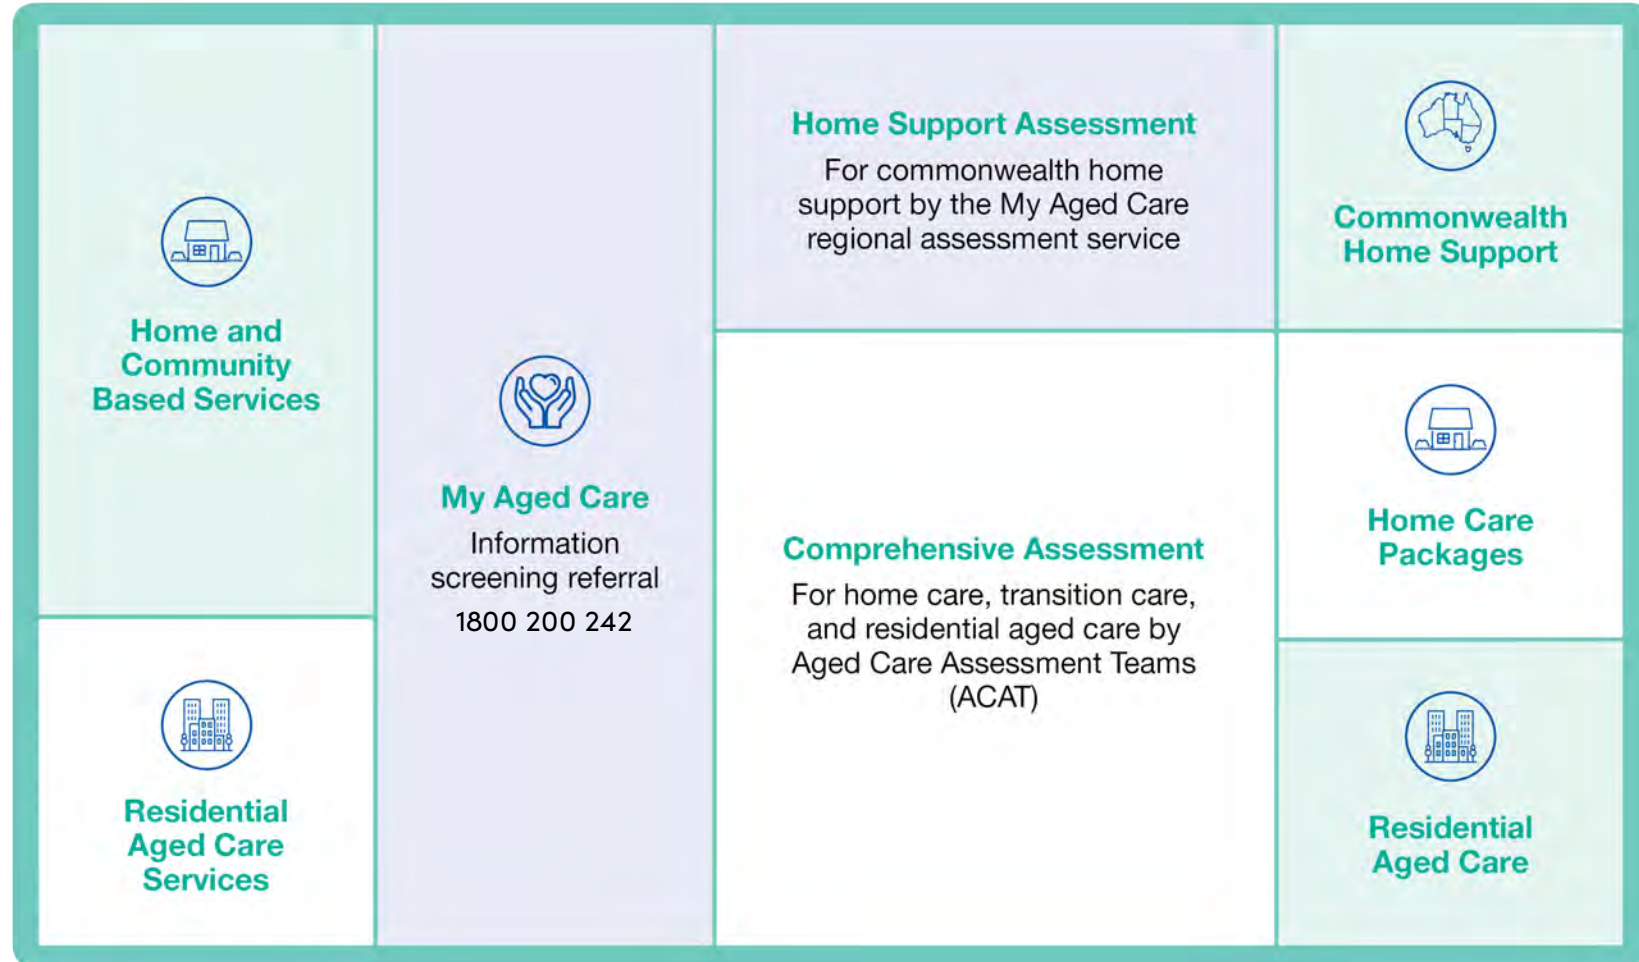 Home and
Community
Based Services
Residential
Aged Care
Services
My Aged Care
Information
screening referral
1800 200 242
Home Support Assessment
For commonwealth home
support by the My Aged Care
regional assessment service
Comprehensive Assessment
For home care, transition care,
and residential aged care by
Aged Care Assessment Teams
(ACAT)
Commonwealth
Home Support
Home Care
Packages
Residential
Aged Care